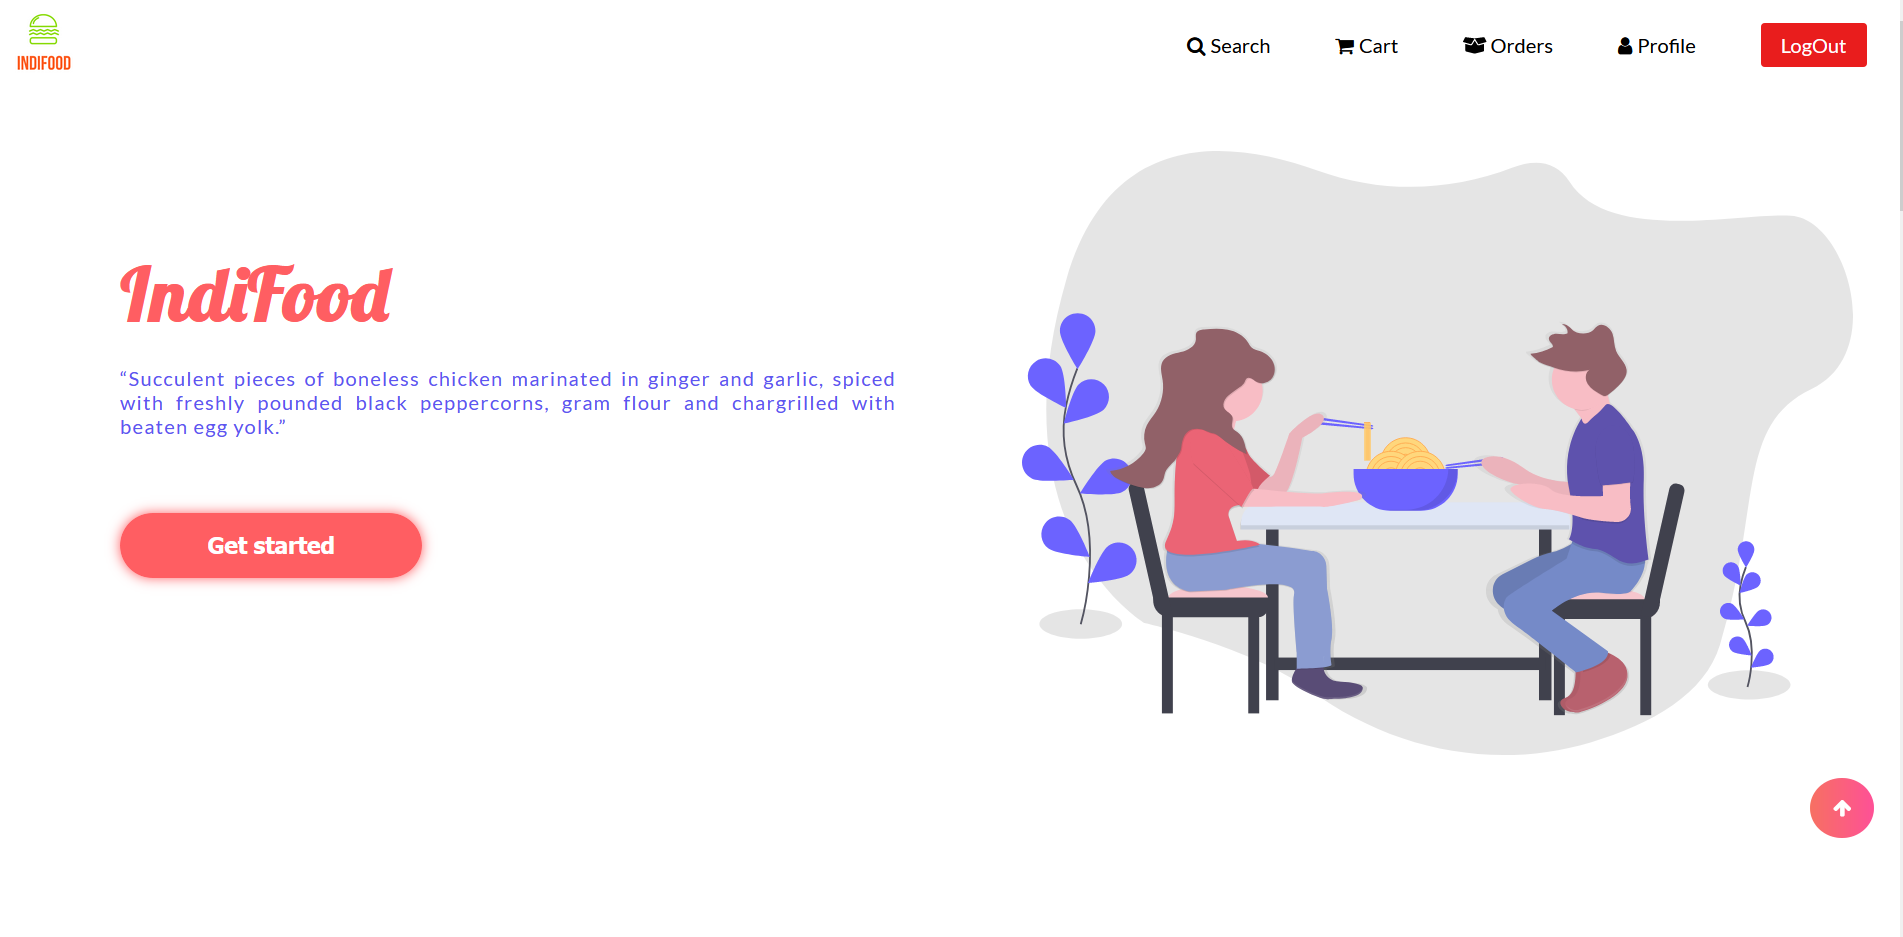 INDIFOOD
Search Cart Orders Profile LogOut
IndiFood
“Succulent pieces of boneless chicken marinated in ginger and garlic, spiced
with freshly pounded black peppercorns, gram flour and chargrilled with
beaten egg yolk.”
Get started